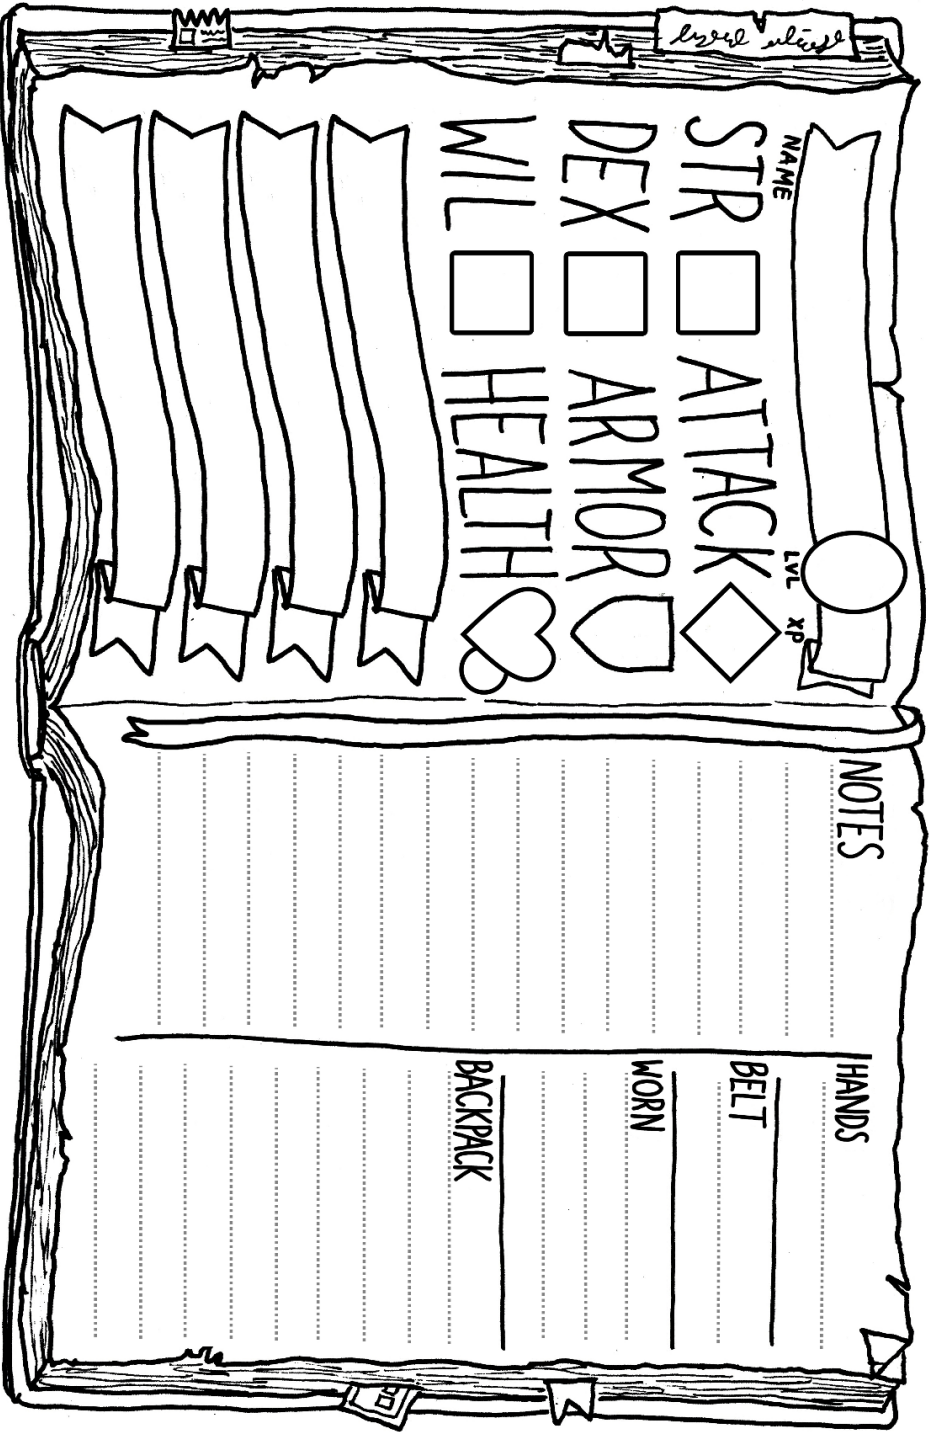 NAME
LVL XP
STR ATTACK
DEX ARMOR
WIL HEALTH
NOTES
HANDS
BELT
WORN
BACKPACK